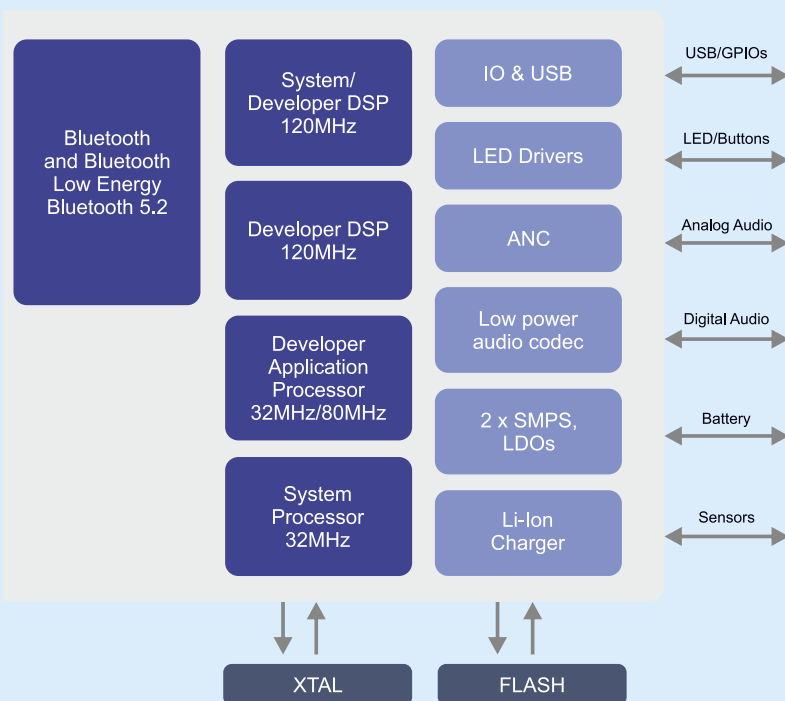 Bluetooth
and Bluetooth
Low Energy
Bluetooth 5.2
System/
Developer DSP
120MHz
Developer DSP
120MHz
Developer
Application
Processor
32MHz/80MHz
System
Processor
32MHz
IO & USB
LED Drivers
ANC
Low power
audio codec
2 x SMPS,
LDOs
Li-Ion
Charger
USB/GPIOs
LED/Buttons
Analog Audio
Digital Audio
Battery
Sensors
XTAL
FLASH